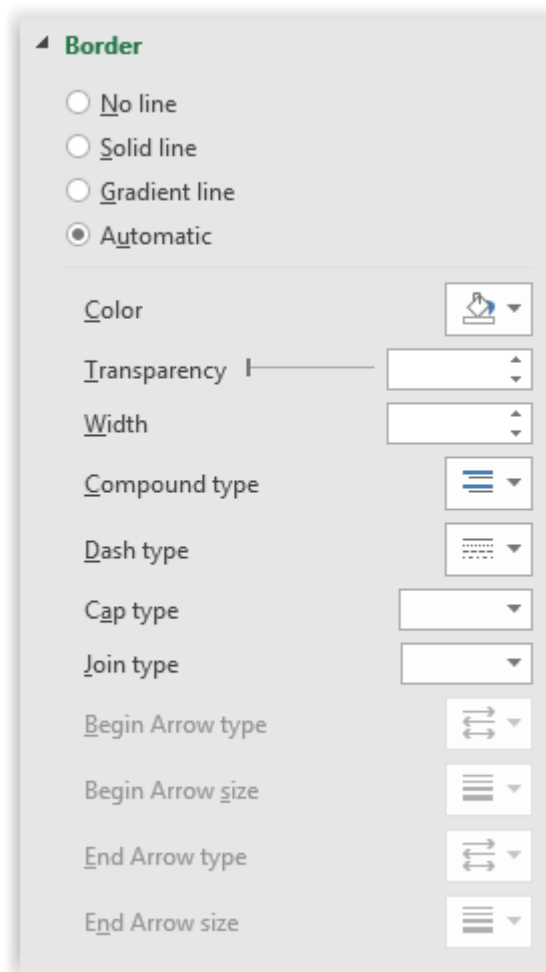 Border
No line
Solid line
Gradient line
Automatic
Color
Transparency
Width
Compound type
Dash type
Cap type
Join type
Begin Arrow type
Begin Arrow size
End Arrow type
End Arrow size